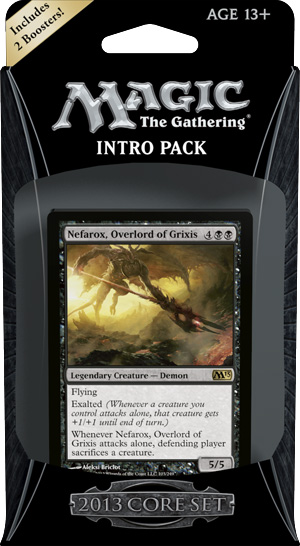 Includes
2 Boosters!
AGE 13+
MAGIC
The Gathering®
INTRO PACK
Nefarox, Overlord of Grixis 4
Legendary Creature — Demon M13
Flying
Exalted (Whenever a creature you
control attacks alone, that creature gets
+1/+1 until end of turn.)
Whenever Nefarox, Overlord of
Grixis attacks alone, defending player
sacrifices a creature.
5/5
Aleksi Briclot
2013 CORE SET